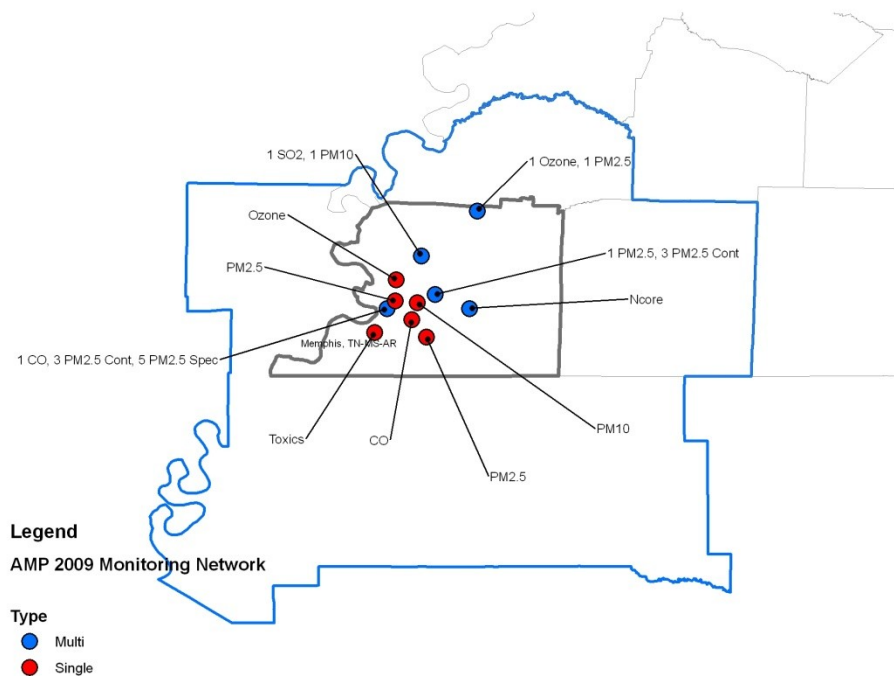 1 SO2, 1 PM10
1 Ozone, 1 PM2.5
Ozone
PM2.5
1 PM2.5, 3 PM2.5 Cont
Ncore
Memphis, TN-MS-AR
1 CO, 3 PM2.5 Cont, 5 PM2.5 Spec
PM10
Toxics
CO
PM2.5
Legend
AMP 2009 Monitoring Network
Type
Multi
Single